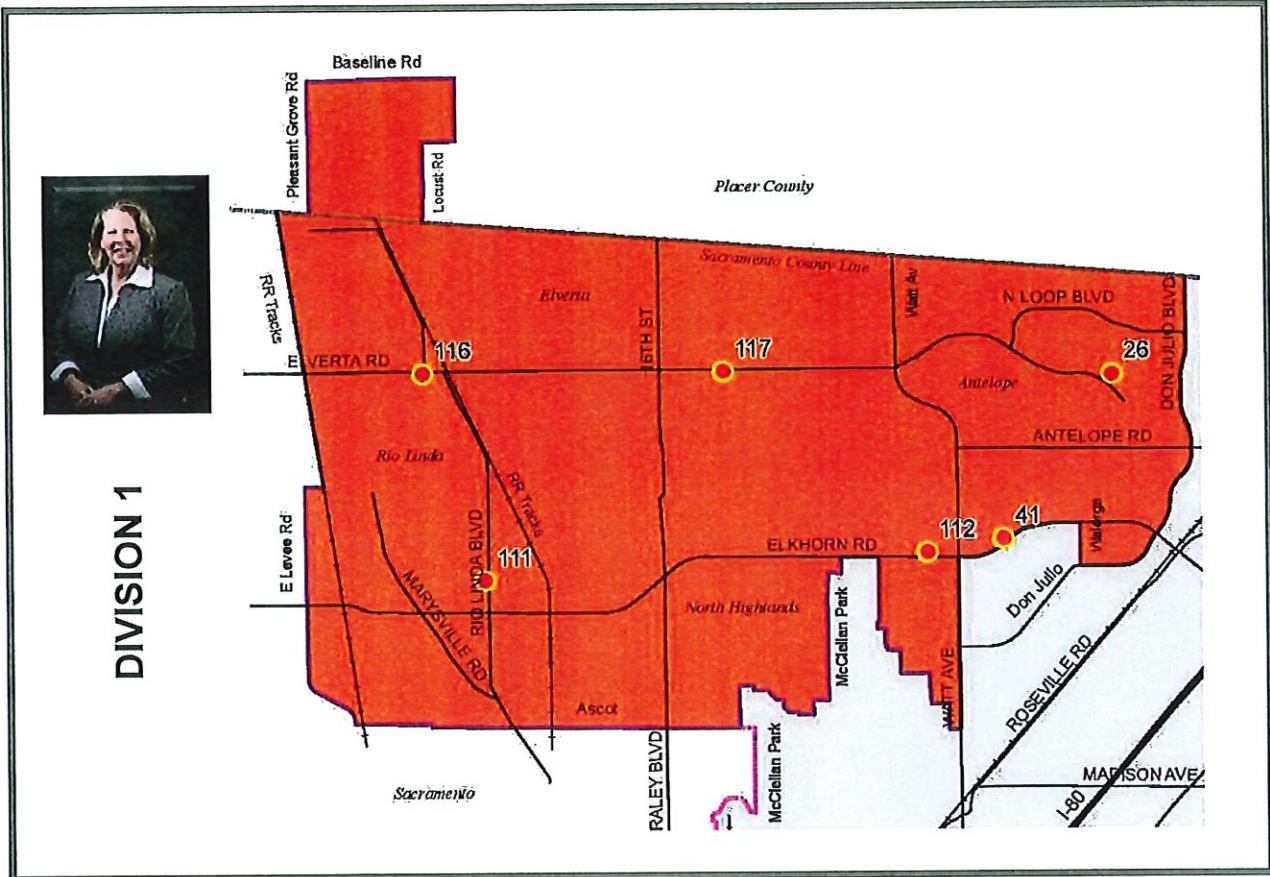 Baseline Rd
Pleasant Grove Rd
Locust Rd
Placer County
RR Tracks
Elverta
Sacramento County Line
Watt Av
N LOOP BLVD
DON JULIO BLVD
16TH ST
E VERTA RD
116
117
26
Antelope
ANTELOPE RD
Rio Linda
RR Tracks
E Levee Rd
RIO LINDA BLVD
111
MARYSVILLE RD
ELKHORN RD
112
41
Walerga
Don Julio
North Highlands
McClellan Park
WATT AVE
ROSEVILLE RD
Ascot
RALEY BLVD
McClellan Park
MADISON AVE
I-80
Sacramento
DIVISION 1